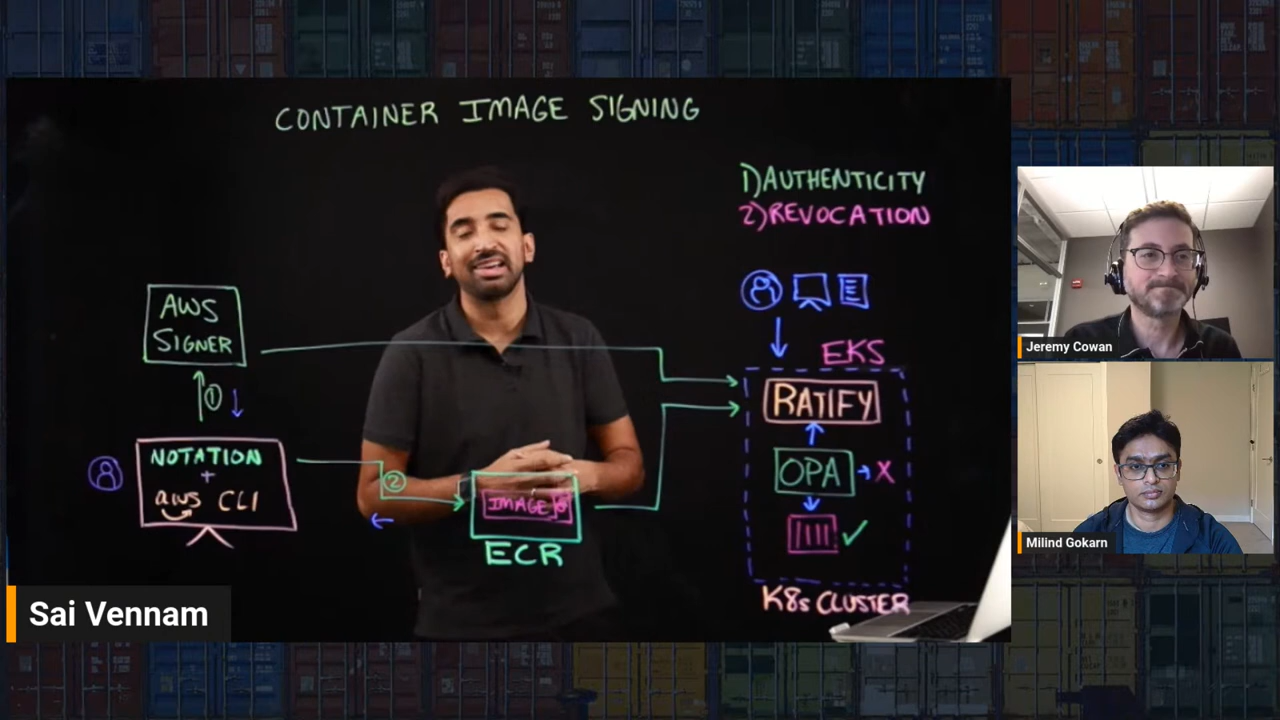 CONTAINER IMAGE SIGNING
1) AUTHENTICITY
2) REVOCATION
AWS
SIGNER
1
NOTATION
+
aws CLI
2
IMAGE
ECR
EKS
RATIFY
OPA
X
K8s CLUSTER
Sai Vennam
Jeremy Cowan
Milind Gokarn